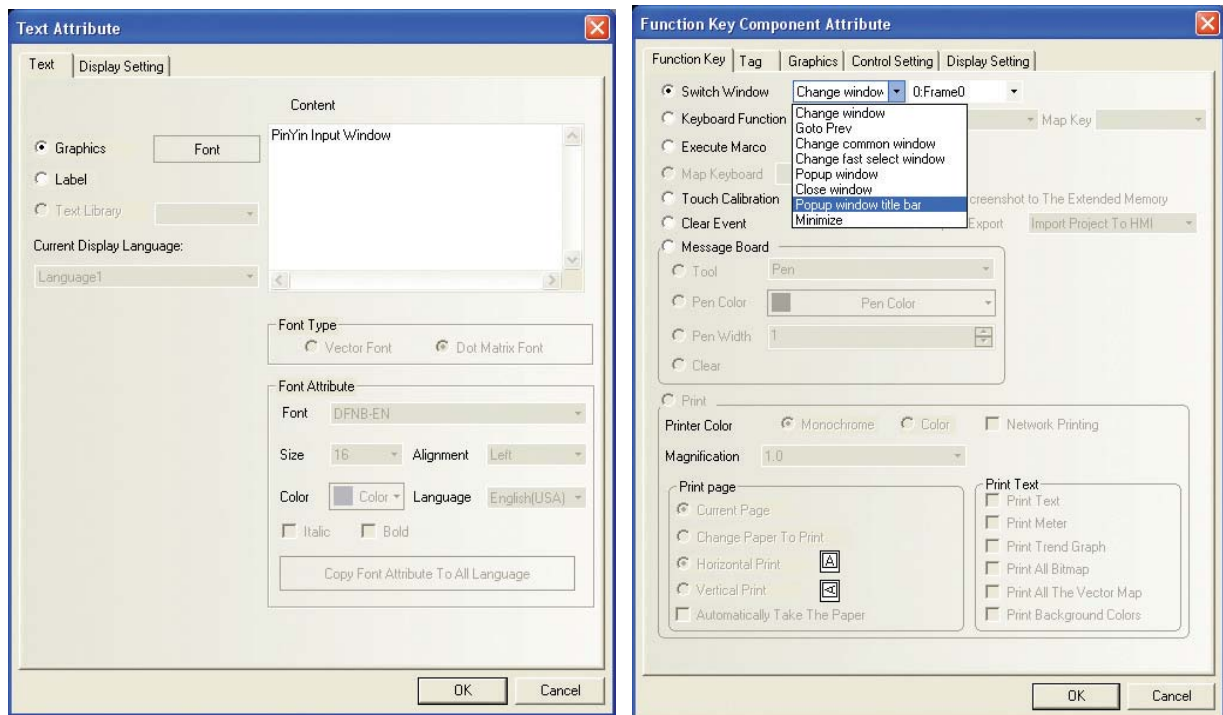 Text Attribute
Text
Display Setting
Content
PinYin Input Window
Graphics
Font
Label
Text Library
Current Display Language:
Language1
Font Type
Vector Font
Dot Matrix Font
Font Attribute
Font
DFNB-EN
Size
16
Alignment
Left
Color
Color
Language
English(USA)
Italic
Bold
Copy Font Attribute To All Language
OK
Cancel
Function Key Component Attribute
Function Key
Tag
Graphics
Control Setting
Display Setting
Switch Window
Change window
0:Frame0
Keyboard Function
Map Key
Execute Marco
Map Keyboard
Touch Calibration
creenshot to The Extended Memory
Clear Event
Export
Import Project To HMI
Change window
Goto Prev
Change common window
Change fast select window
Popup window
Close window
Popup window title bar
Minimize
Message Board
Tool
Pen
Pen Color
Pen Color
Pen Width
1
Clear
Print
Printer Color
Monochrome
Color
Network Printing
Magnification
1.0
Print page
Current Page
Change Paper To Print
Horizontal Print
A
Vertical Print
A
Automatically Take The Paper
Print Text
Print Text
Print Meter
Print Trend Graph
Print All Bitmap
Print All The Vector Map
Print Background Colors
OK
Cancel